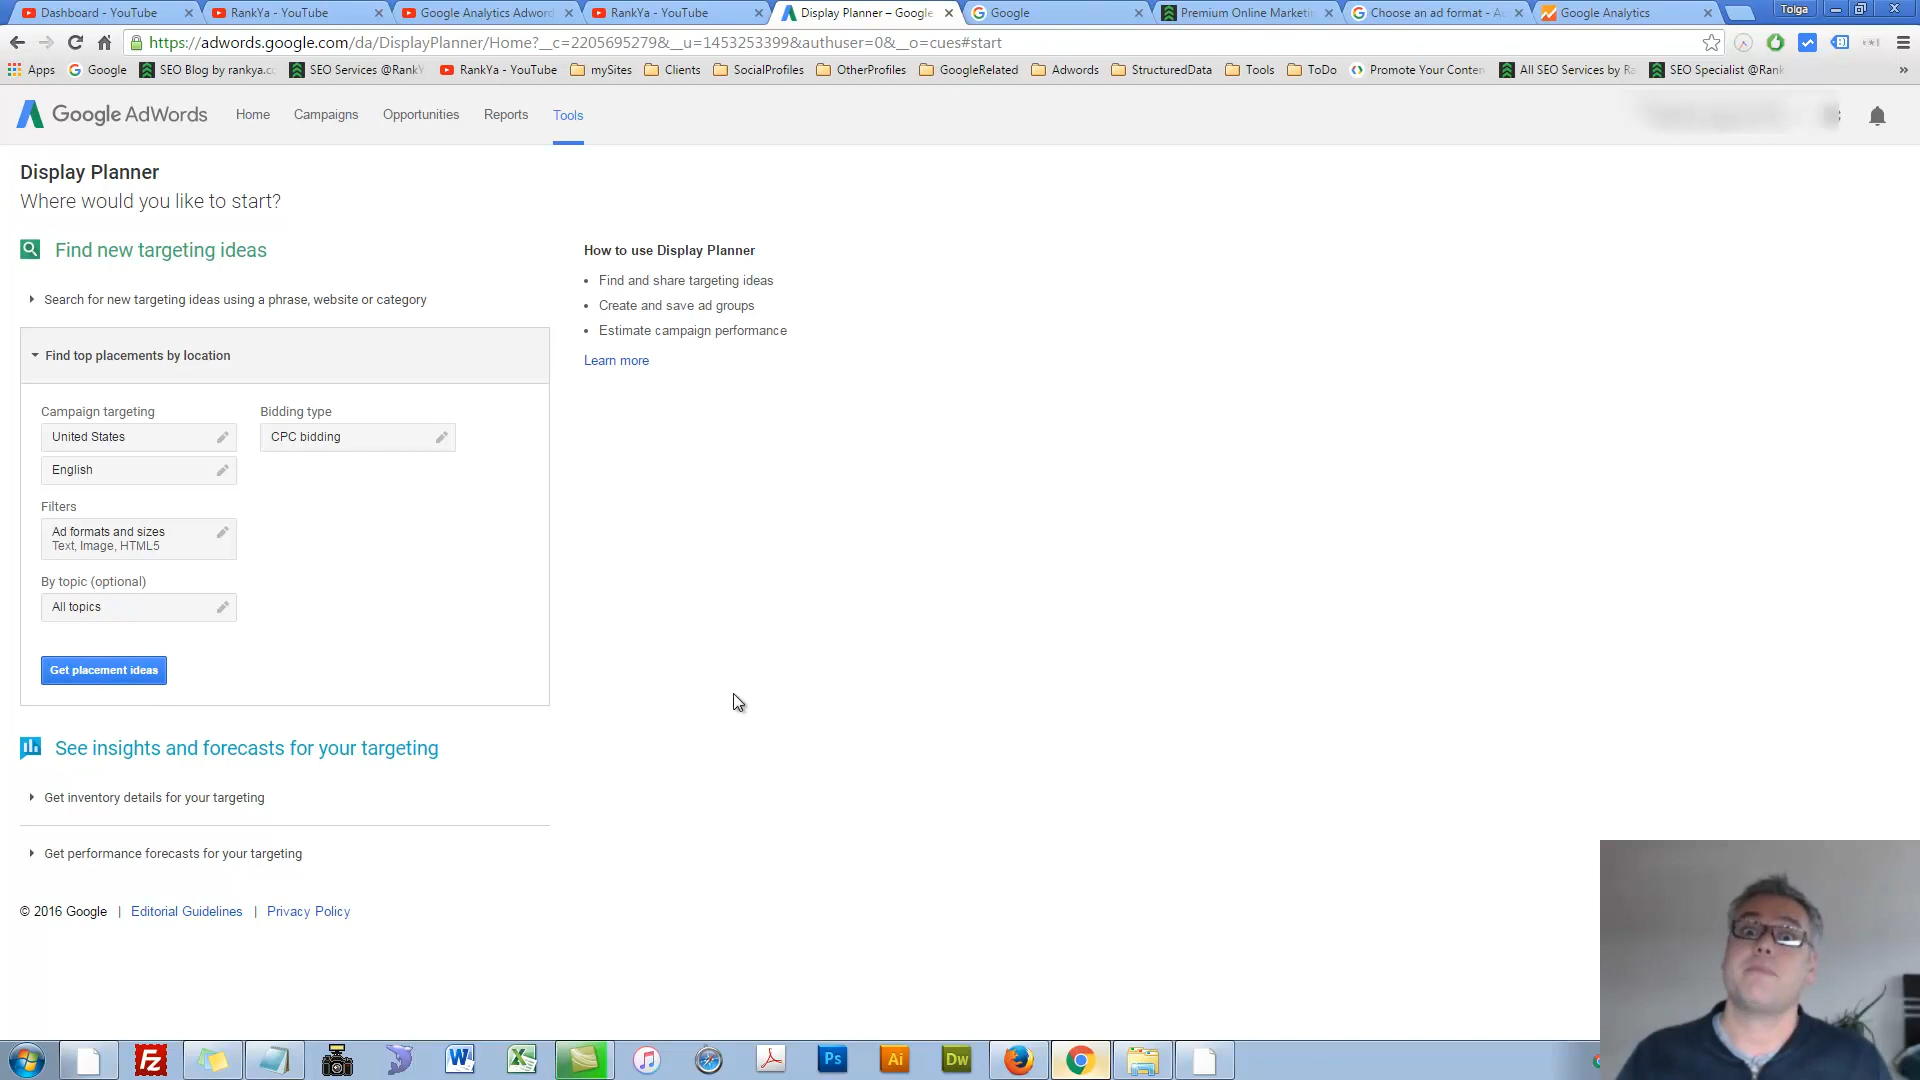 Dashboard - YouTube
RankYa - YouTube
Google Analytics Adword
RankYa - YouTube
Display Planner – Google
Google
Premium Online Marketi
Choose an ad format - A
Google Analytics
Tolga
https://adwords.google.com/da/DisplayPlanner/Home?__c=2205695279&__u=1453253399&authuser=0&__o=cues#start
Apps
Google
SEO Blog by rankya.c
SEO Services @Rank
RankYa - YouTube
mySites
Clients
SocialProfiles
OtherProfiles
GoogleRelated
Adwords
StructuredData
Tools
ToDo
Promote Your Conten
All SEO Services by Ra
SEO Specialist @Rank
»
Google AdWords
Home
Campaigns
Opportunities
Reports
Tools
Display Planner
Where would you like to start?
Find new targeting ideas
Search for new targeting ideas using a phrase, website or category
Find top placements by location
Campaign targeting
Bidding type
United States
CPC bidding
English
Filters
Ad formats and sizes
Text, Image, HTML5
By topic (optional)
All topics
Get placement ideas
How to use Display Planner
• Find and share targeting ideas
• Create and save ad groups
• Estimate campaign performance
Learn more
See insights and forecasts for your targeting
Get inventory details for your targeting
Get performance forecasts for your targeting
© 2016 Google | Editorial Guidelines | Privacy Policy
Fz
W
X
Ps
Ai
Dw